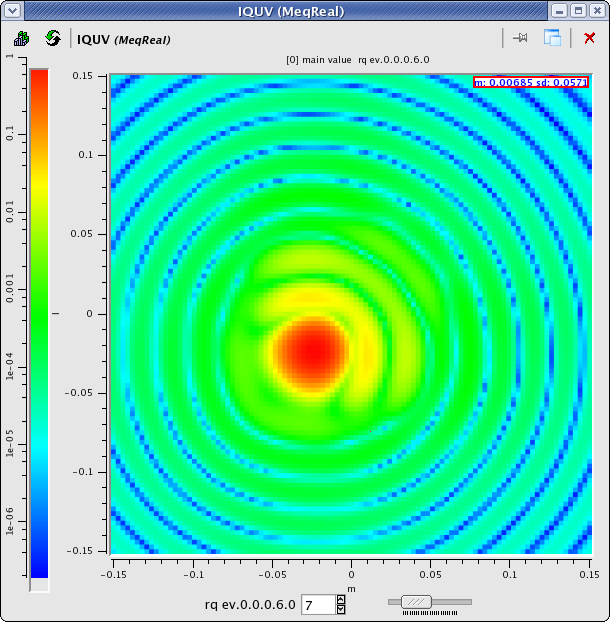 IQUV (MeqReal)
IQUV (MeqReal)
[0] main value rq ev.0.0.0.6.0
m: 0.00685 sd: 0.0571
1
0.1
0.01
0.001
1e-04
1e-05
1e-06
0.15
0.1
0.05
0
-0.05
-0.1
-0.15
-0.15
-0.1
-0.05
0
0.05
0.1
0.15
m
rq ev.0.0.0.6.0
7